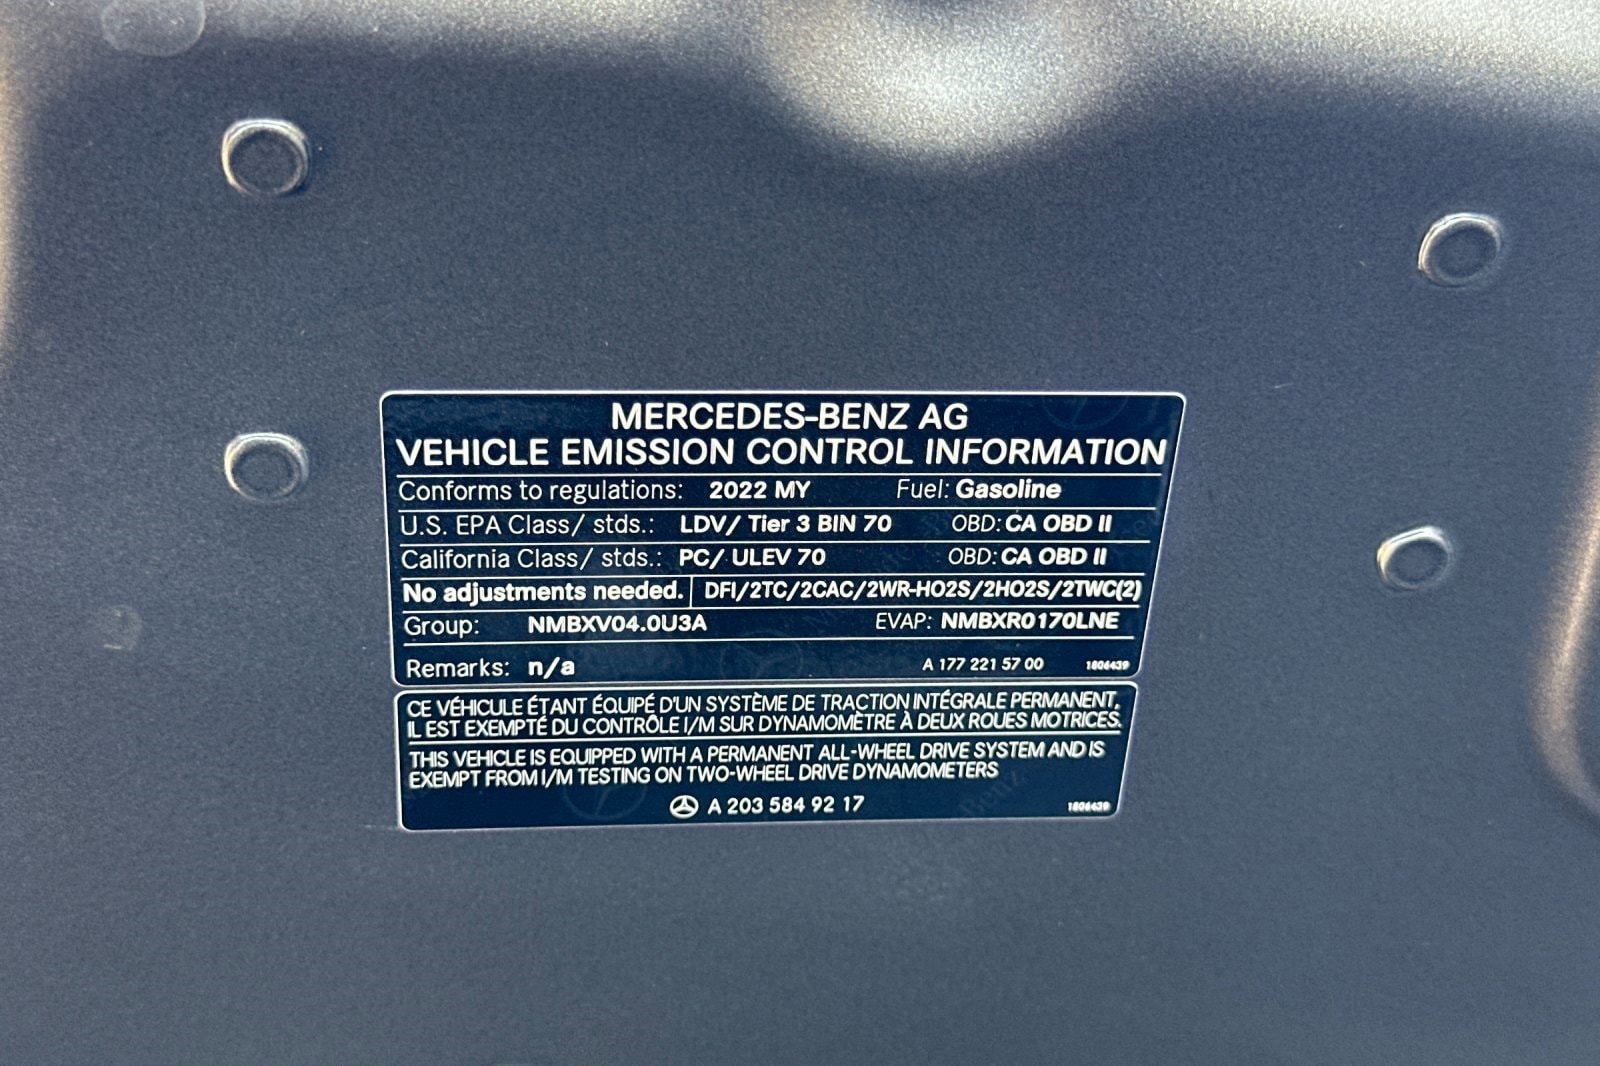 MERCEDES-BENZ AG
VEHICLE EMISSION CONTROL INFORMATION
Conforms to regulations: 2022 MY Fuel: Gasoline
U.S. EPA Class/ stds.: LDV/ Tier 3 BIN 70 OBD: CA OBD II
California Class/ stds.: PC/ ULEV 70 OBD: CA OBD II
No adjustments needed. DFI/2TC/2CAC/2WR-HO2S/2HO2S/2TWC(2)
Group: NMBXV04.0U3A EVAP: NMBXR0170LNE
Remarks: n/a A 177 221 57 00 1806439
CE VÉHICULE ÉTANT ÉQUIPÉ D'UN SYSTÈME DE TRACTION INTÉGRALE PERMANENT,
IL EST EXEMPTÉ DU CONTRÔLE I/M SUR DYNAMOMÈTRE À DEUX ROUES MOTRICES.
THIS VEHICLE IS EQUIPPED WITH A PERMANENT ALL-WHEEL DRIVE SYSTEM AND IS
EXEMPT FROM I/M TESTING ON TWO-WHEEL DRIVE DYNAMOMETERS
A 203 584 92 17 1806439